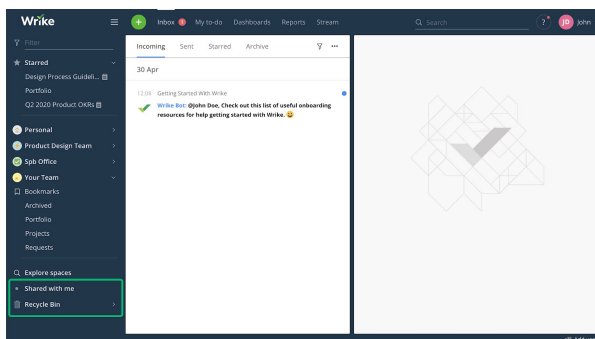 Wrike
Inbox 1 My to-do Dashboards Reports Stream
Search
?
JD John
Filter
Starred
Design Process Guideli...
Portfolio
Q2 2020 Product OKRs
Personal
Product Design Team
Spb Office
Your Team
Bookmarks
Archived
Portfolio
Projects
Requests
Explore spaces
Shared with me
Recycle Bin
Incoming Sent Starred Archive
30 Apr
12:08 Getting Started With Wrike
Wrike Bot: @John Doe, Check out this list of useful onboarding
resources for help getting started with Wrike. 😀